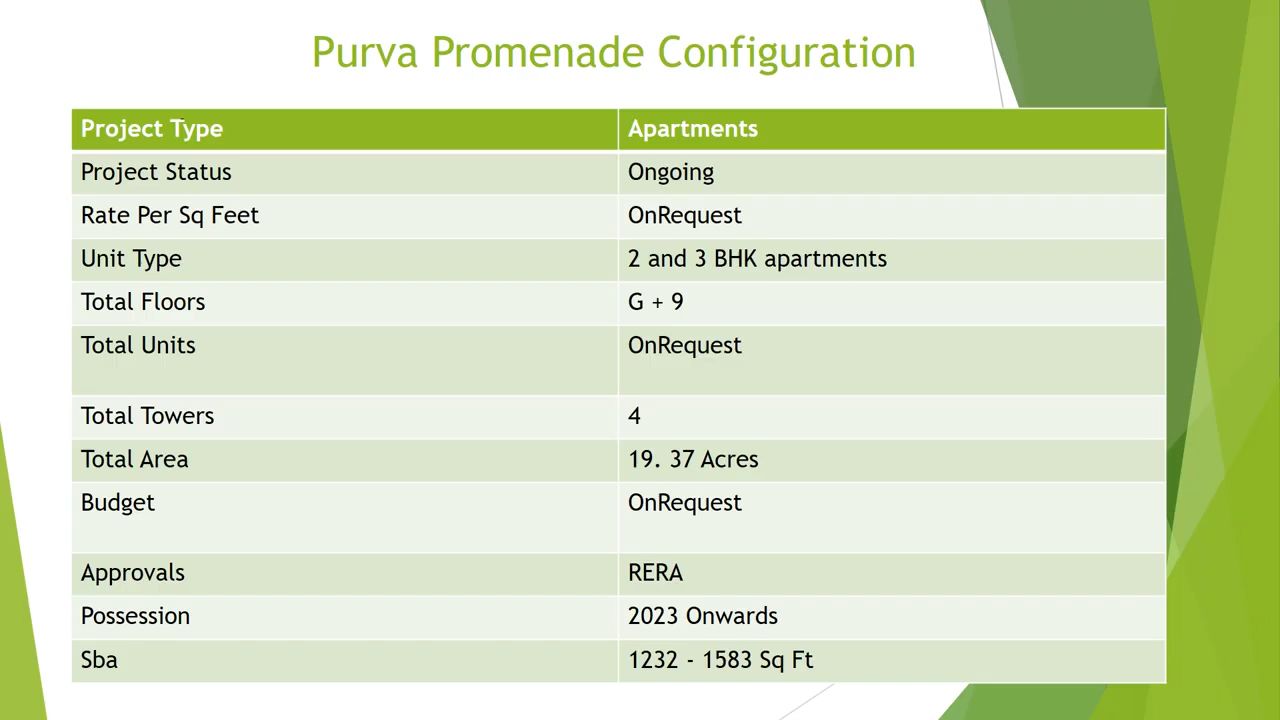 Purva Promenade Configuration
Project Type Apartments
Project Status Ongoing
Rate Per Sq Feet OnRequest
Unit Type 2 and 3 BHK apartments
Total Floors G + 9
Total Units OnRequest
Total Towers 4
Total Area 19. 37 Acres
Budget OnRequest
Approvals RERA
Possession 2023 Onwards
Sba 1232 - 1583 Sq Ft